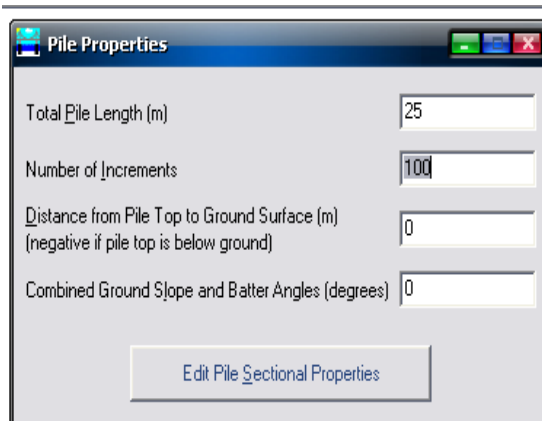 Pile Properties
Total Pile Length (m)
25
Number of Increments
100
Distance from Pile Top to Ground Surface (m)
(negative if pile top is below ground)
0
Combined Ground Slope and Batter Angles (degrees)
0
Edit Pile Sectional Properties